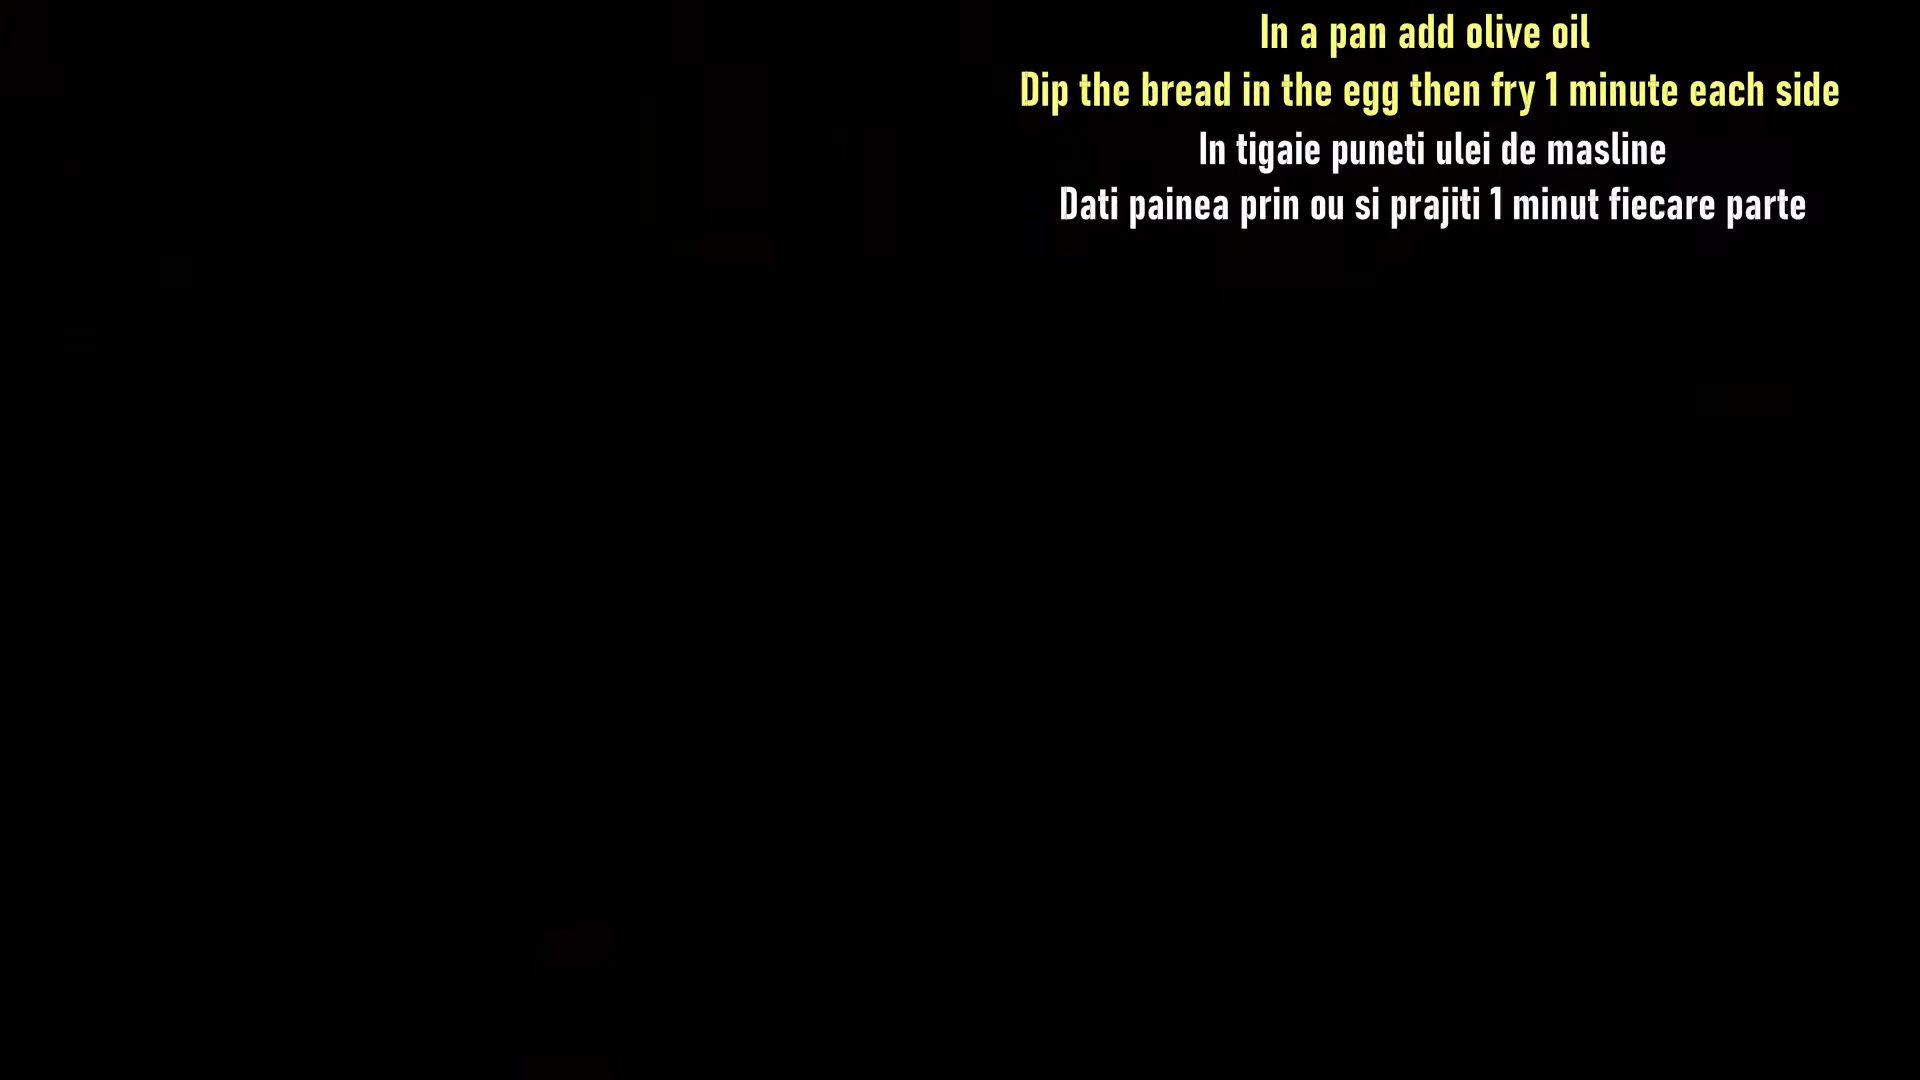 In a pan add olive oil
Dip the bread in the egg then fry 1 minute each side
In tigaie puneti ulei de masline
Dati painea prin ou si prajiti 1 minut fiecare parte